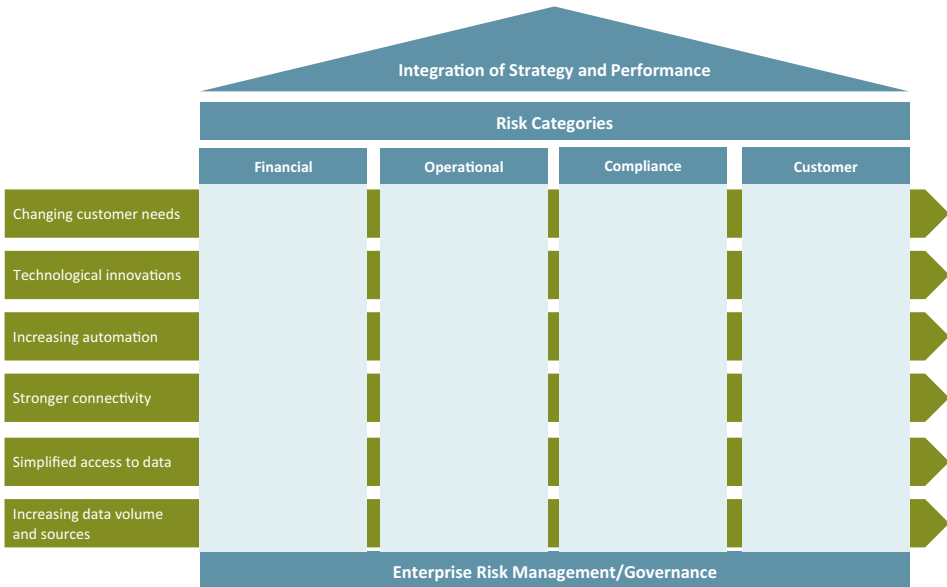 Integration of Strategy and Performance
Risk Categories
Financial
Operational
Compliance
Customer
Changing customer needs
Technological innovations
Increasing automation
Stronger connectivity
Simplified access to data
Increasing data volume
and sources
Enterprise Risk Management/Governance